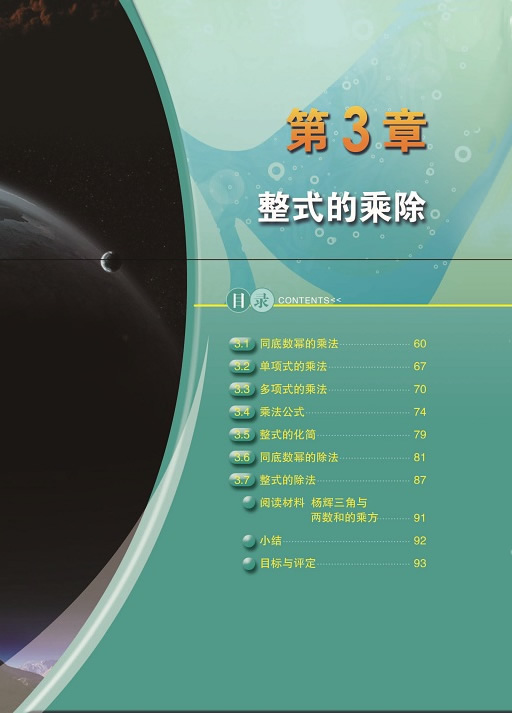 第3章
整式的乘除
目录 CONTENTS<<
3.1 同底数幂的乘法 60
3.2 单项式的乘法 67
3.3 多项式的乘法 70
3.4 乘法公式 74
3.5 整式的化简 79
3.6 同底数幂的除法 81
3.7 整式的除法 87
阅读材料 杨辉三角与
两数和的乘方 91
小结 92
目标与评定 93